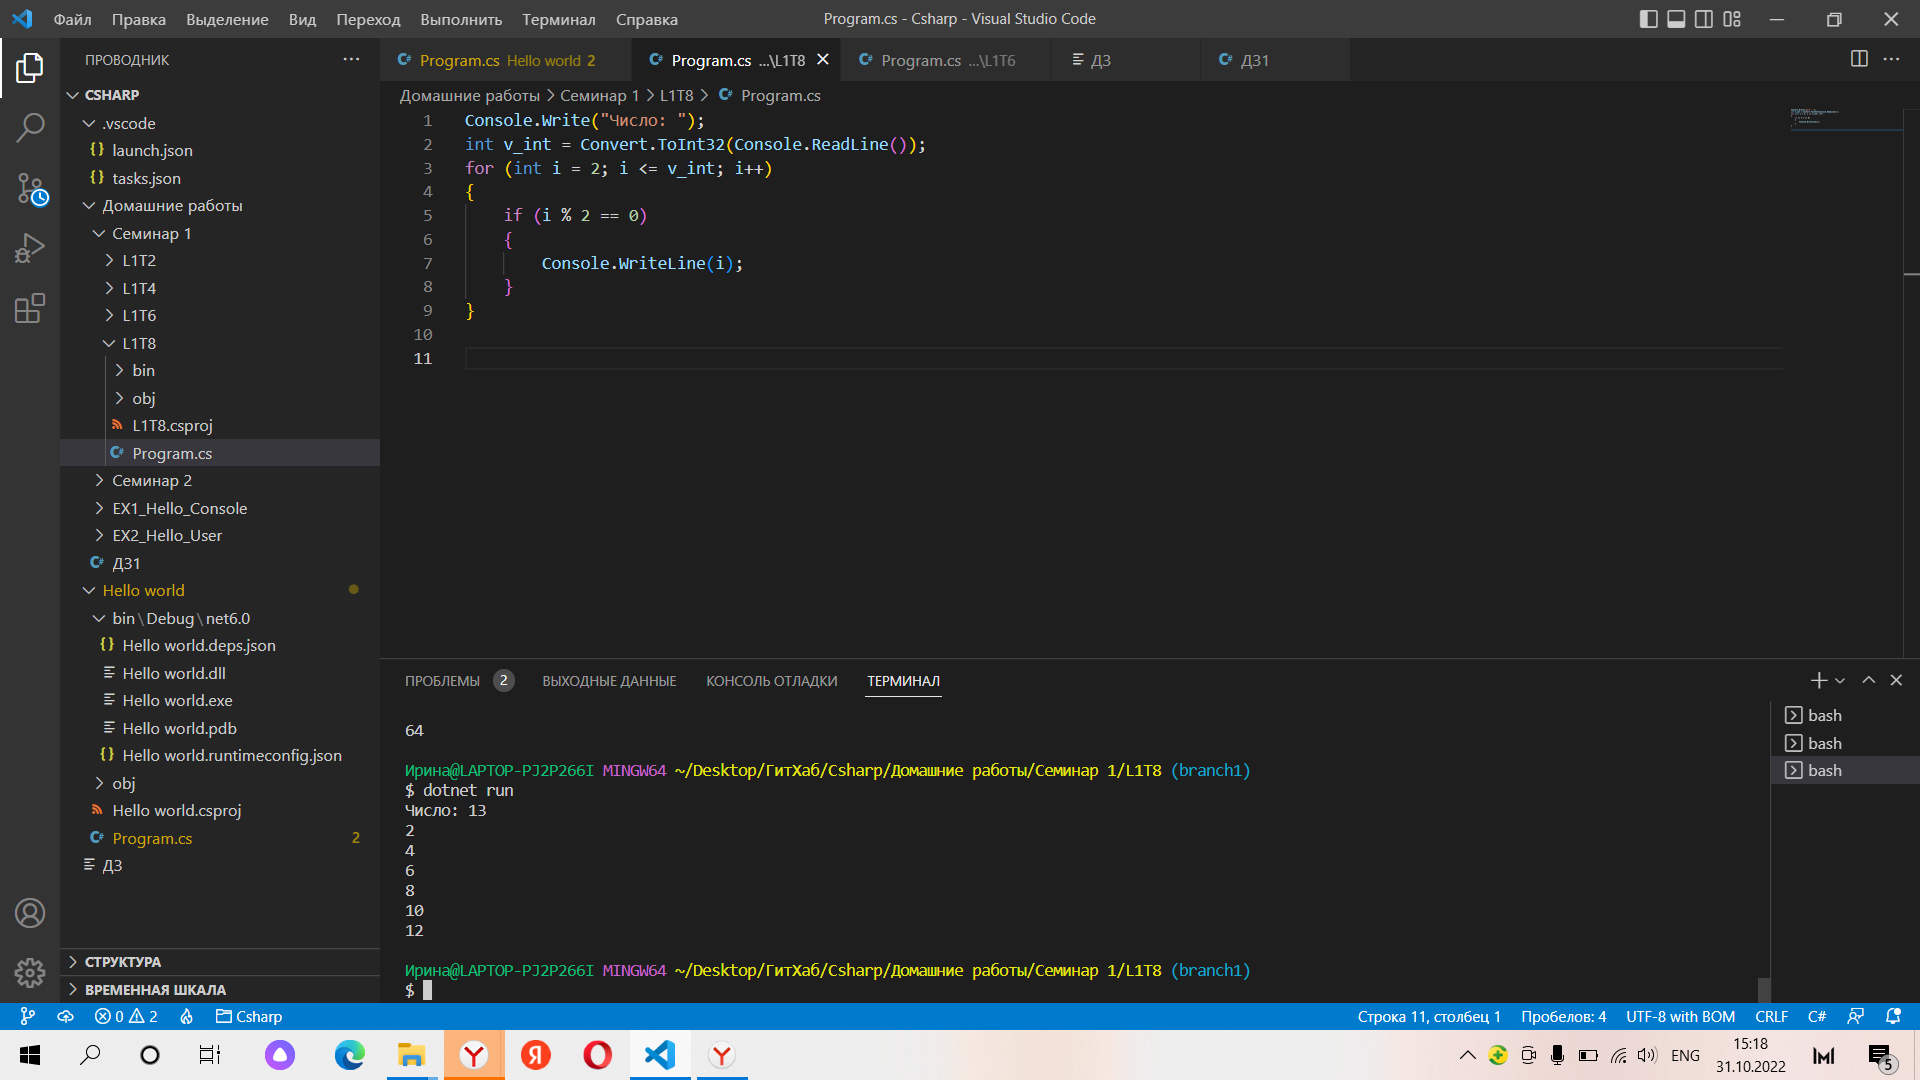 Файл Правка Выделение Вид Переход Выполнить Терминал Справка
Program.cs - Csharp - Visual Studio Code
ПРОВОДНИК
CSHARP
.vscode
launch.json
tasks.json
Домашние работы
Семинар 1
L1T2
L1T4
L1T6
L1T8
bin
obj
L1T8.csproj
Program.cs
Семинар 2
EX1_Hello_Console
EX2_Hello_User
ДЗ1
Hello world
bin\Debug\net6.0
Hello world.deps.json
Hello world.dll
Hello world.exe
Hello world.pdb
Hello world.runtimeconfig.json
obj
Hello world.csproj
Program.cs 2
ДЗ
СТРУКТУРА
ВРЕМЕННАЯ ШКАЛА
Program.cs Hello world 2
Program.cs ...\L1T8
Program.cs ...\L1T6
ДЗ
ДЗ1
Домашние работы > Семинар 1 > L1T8 > Program.cs
1 Console.Write("Число: ");
2 int v_int = Convert.ToInt32(Console.ReadLine());
3 for (int i = 2; i <= v_int; i++)
4 {
5 if (i % 2 == 0)
6 {
7 Console.WriteLine(i);
8 }
9 }
10
11
ПРОБЛЕМЫ 2 ВЫХОДНЫЕ ДАННЫЕ КОНСОЛЬ ОТЛАДКИ ТЕРМИНАЛ
64
Ирина@LAPTOP-PJ2P266I MINGW64 ~/Desktop/ГитХаб/Csharp/Домашние работы/Семинар 1/L1T8 (branch1)
$ dotnet run
Число: 13
2
4
6
8
10
12
Ирина@LAPTOP-PJ2P266I MINGW64 ~/Desktop/ГитХаб/Csharp/Домашние работы/Семинар 1/L1T8 (branch1)
$
bash
bash
bash
0 2 Csharp
Строка 11, столбец 1 Пробелов: 4 UTF-8 with BOM CRLF C#
ENG
15:18
31.10.2022
5